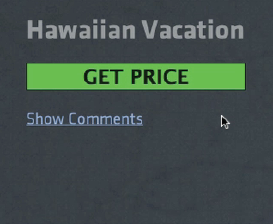 Hawaiian Vacation
GET PRICE
Show Comments